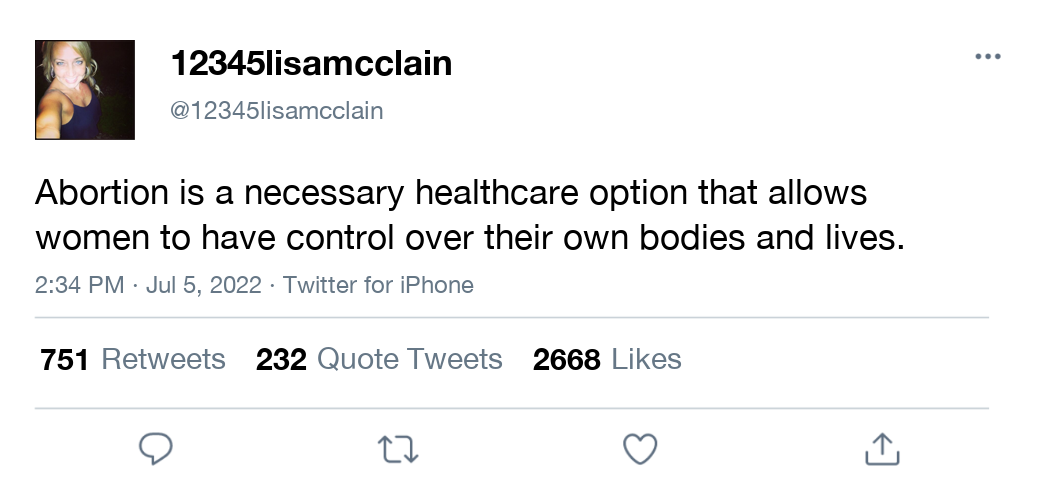 12345lisamcclain
@12345lisamcclain
Abortion is a necessary healthcare option that allows
women to have control over their own bodies and lives.
2:34 PM · Jul 5, 2022 · Twitter for iPhone
751 Retweets 232 Quote Tweets 2668 Likes